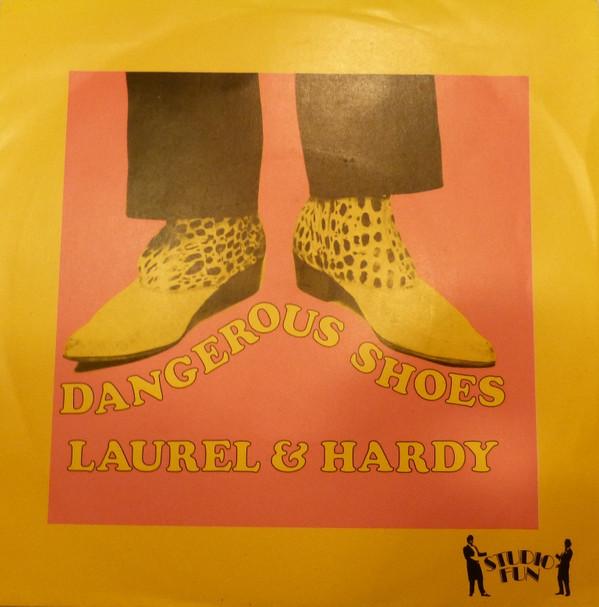 DANGEROUS SHOES
LAUREL & HARDY
STUDIO
FUN